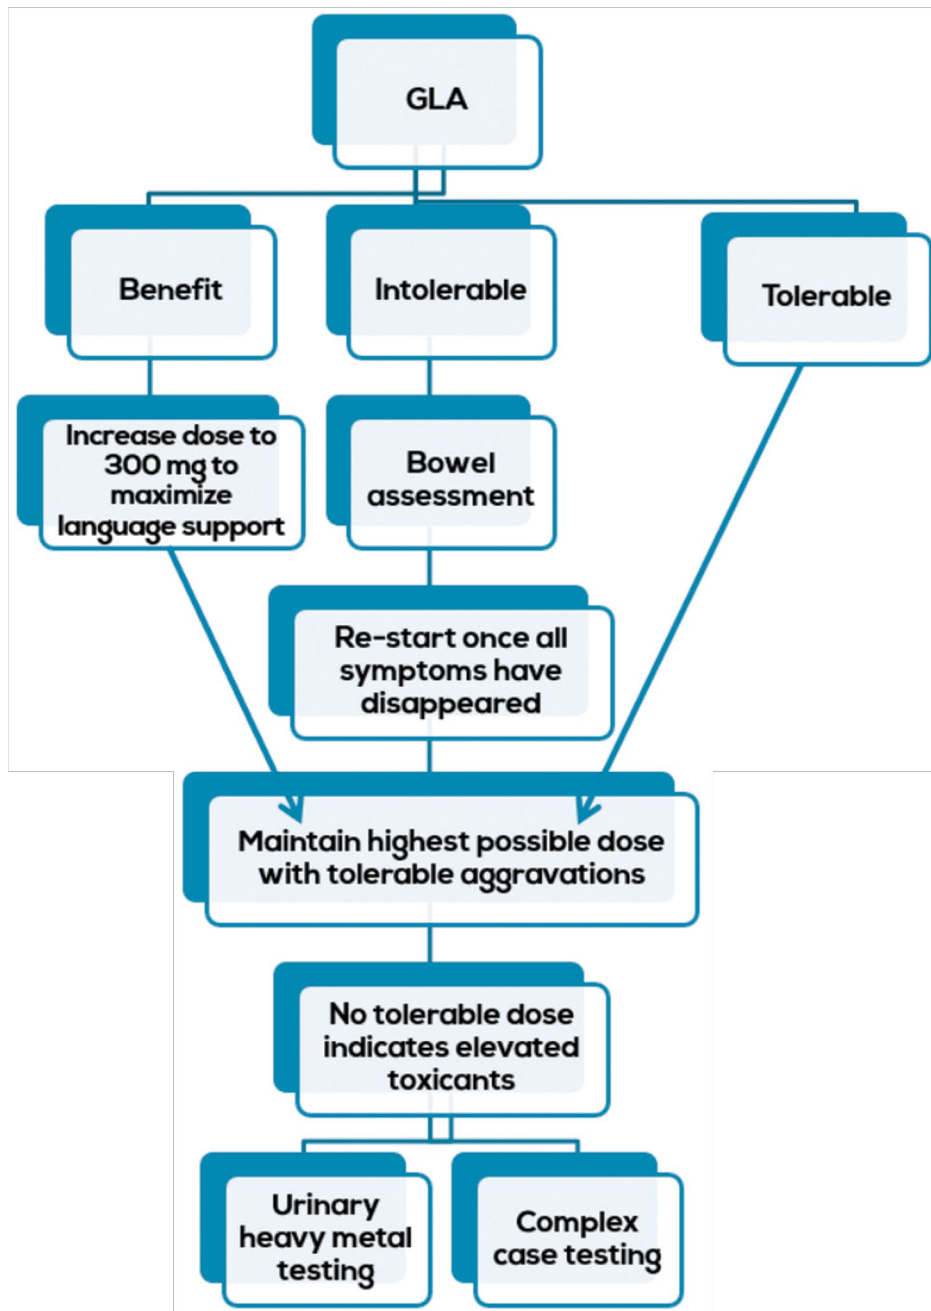 GLA
Benefit
Intolerable
Tolerable
Increase dose to
300 mg to
maximize
language support
Bowel
assessment
Re-start once all
symptoms have
disappeared
Maintain highest possible dose
with tolerable aggravations
No tolerable dose
indicates elevated
toxicants
Urinary
heavy metal
testing
Complex
case testing